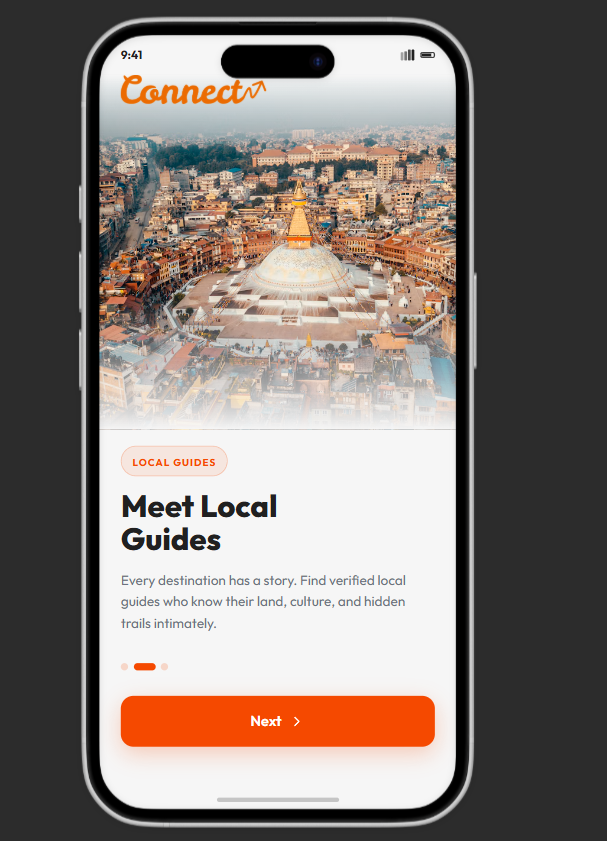 9:41
Connect
LOCAL GUIDES
Meet Local
Guides
Every destination has a story. Find verified local
guides who know their land, culture, and hidden
trails intimately.
Next